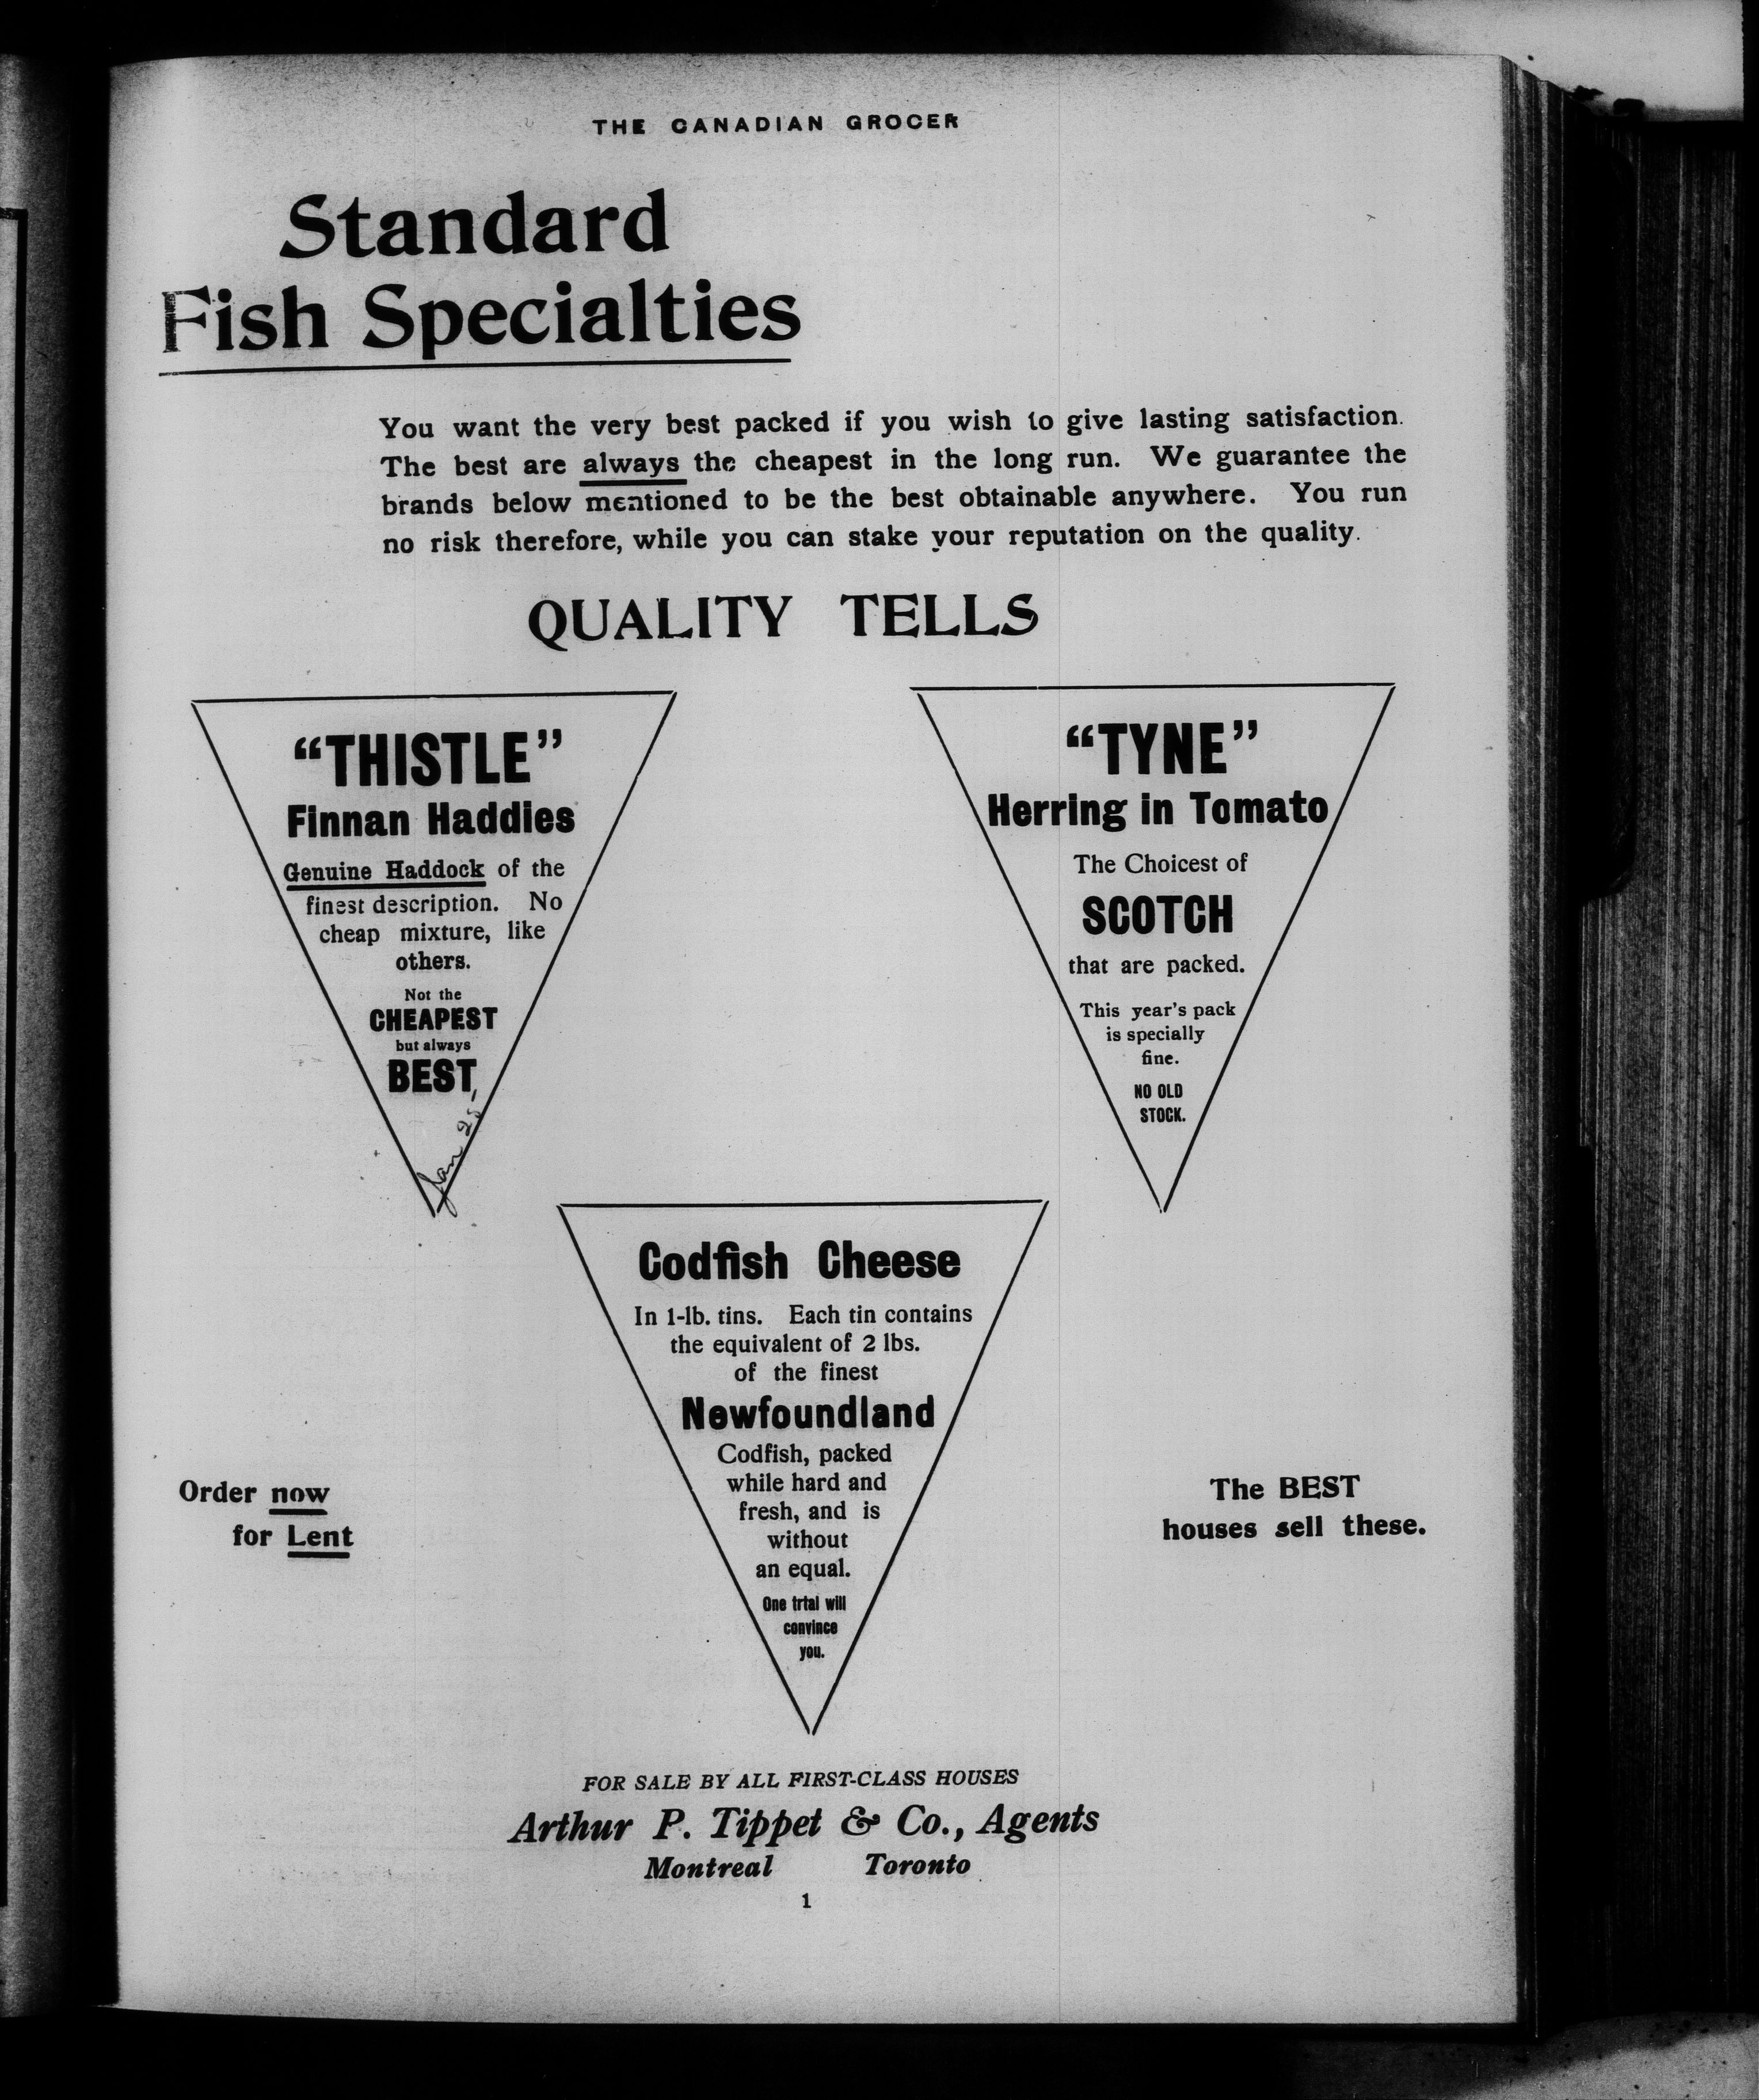 THE CANADIAN GROCER
Standard
Fish Specialties
You want the very best packed if you wish to give lasting satisfaction.
The best are always the cheapest in the long run. We guarantee the
brands below mentioned to be the best obtainable anywhere. You run
no risk therefore, while you can stake your reputation on the quality.
QUALITY TELLS
“THISTLE”
Finnan Haddies
Genuine Haddock of the
finest description. No
cheap mixture, like
others.
Not the
CHEAPEST
but always
BEST
Jan 25-
“TYNE”
Herring in Tomato
The Choicest of
SCOTCH
that are packed.
This year's pack
is specially
fine.
NO OLD
STOCK.
Codfish Cheese
In 1-lb. tins. Each tin contains
the equivalent of 2 lbs.
of the finest
Newfoundland
Codfish, packed
while hard and
fresh, and is
without
an equal.
One trtal will
convince
you.
Order now
for Lent
The BEST
houses sell these.
FOR SALE BY ALL FIRST-CLASS HOUSES
Arthur P. Tippet & Co., Agents
Montreal Toronto
1